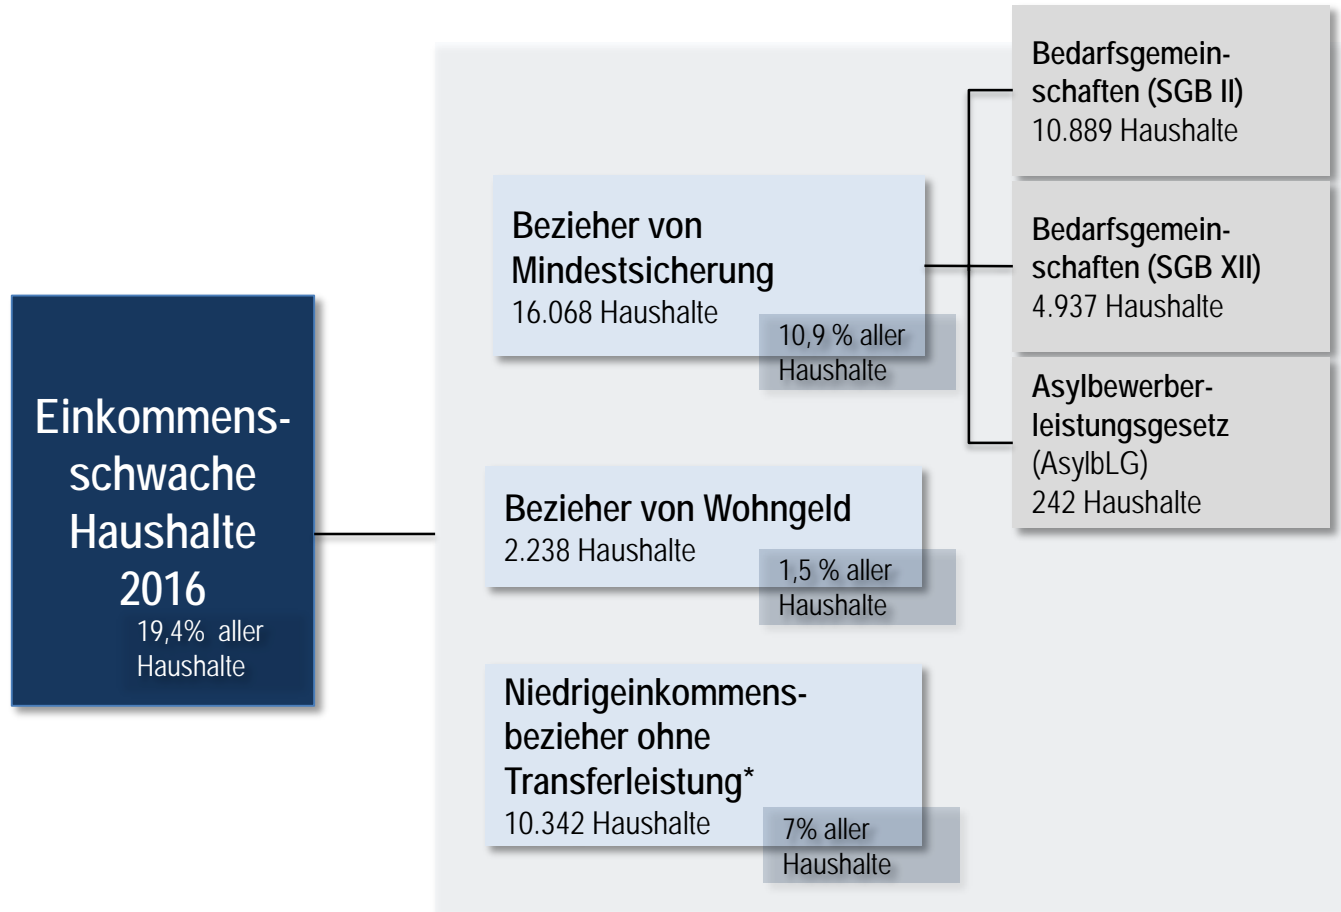 Einkommens-
schwache
Haushalte
2016
19,4% aller
Haushalte
Bezieher von
Mindestsicherung
16.068 Haushalte
10,9 % aller
Haushalte
Bezieher von Wohngeld
2.238 Haushalte
1,5 % aller
Haushalte
Niedrigeinkommens-
bezieher ohne
Transferleistung*
10.342 Haushalte
7% aller
Haushalte
Bedarfsgemein-
schaften (SGB II)
10.889 Haushalte
Bedarfsgemein-
schaften (SGB XII)
4.937 Haushalte
Asylbewerber-
leistungsgesetz
(AsylbLG)
242 Haushalte